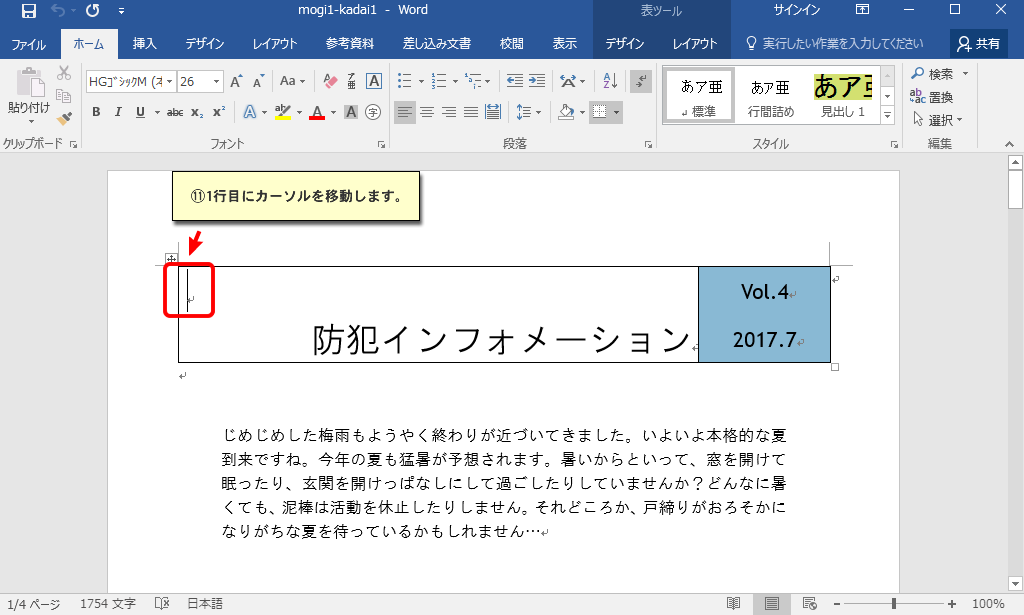 mogi1-kadai1 - Word
表ツール
サインイン
ファイル ホーム 挿入 デザイン レイアウト 参考資料 差し込み文書 校閲 表示 デザイン レイアウト 実行したい作業を入力してください 共有
貼り付け
クリップボード
HGｺﾞｼｯｸM (ｵ 26
A A Aa ア亜 A
B I U abc x₂ x² A aby A A 字
フォント
段落
あア亜 あア亜 あア亜
標準 行間詰め 見出し 1
スタイル
検索
置換
選択
編集
⑪1行目にカーソルを移動します。
Vol.4
防犯インフォメーション 2017.7
じめじめした梅雨もようやく終わりが近づいてきました。いよいよ本格的な夏
到来ですね。今年の夏も猛暑が予想されます。暑いからといって、窓を開けて
眠ったり、玄関を開けっぱなしにして過ごしたりしていませんか？どんなに暑
くても、泥棒は活動を休止したりしません。それどころか、戸締りがおろそかに
なりがちな夏を待っているかもしれません…
1/4 ページ 1754 文字 日本語 100%